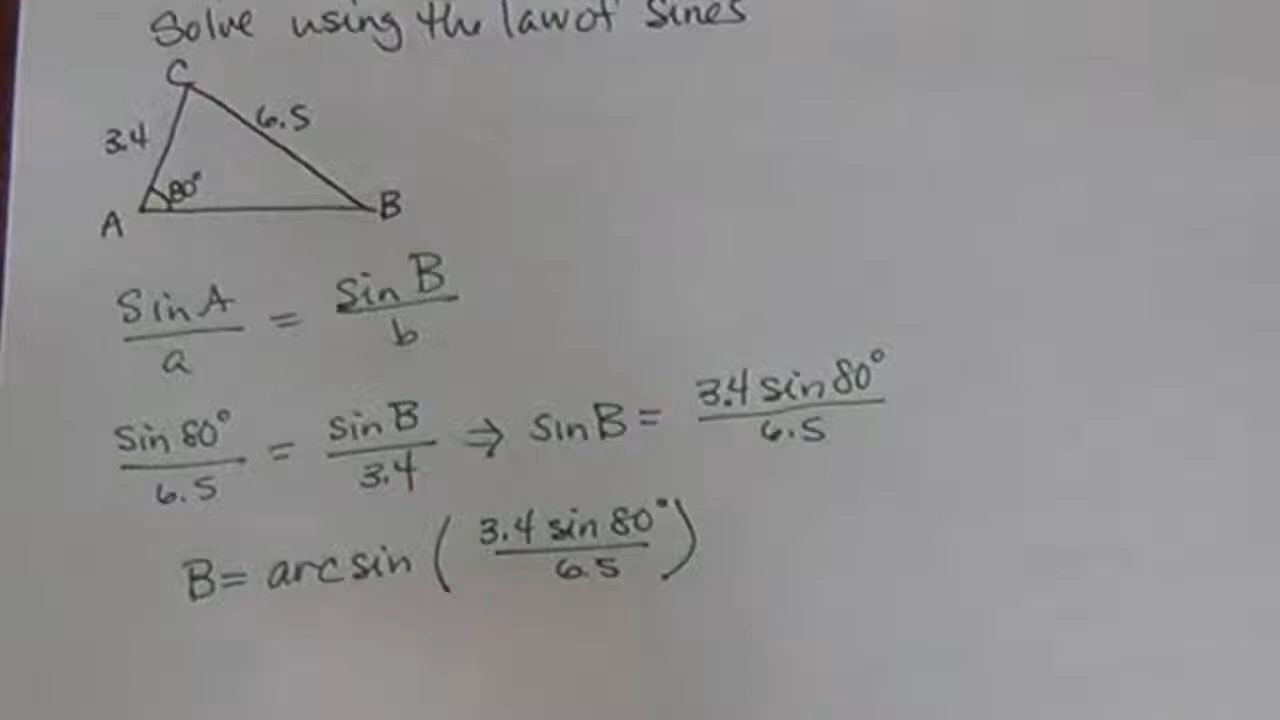 Solve using the law of Sines
C
3.4
6.5
80°
A
B
Sin A / a = Sin B / b
Sin 80° / 6.5 = Sin B / 3.4 ⇒ Sin B = 3.4 sin 80° / 6.5
B = arcsin ( 3.4 sin 80° / 6.5 )